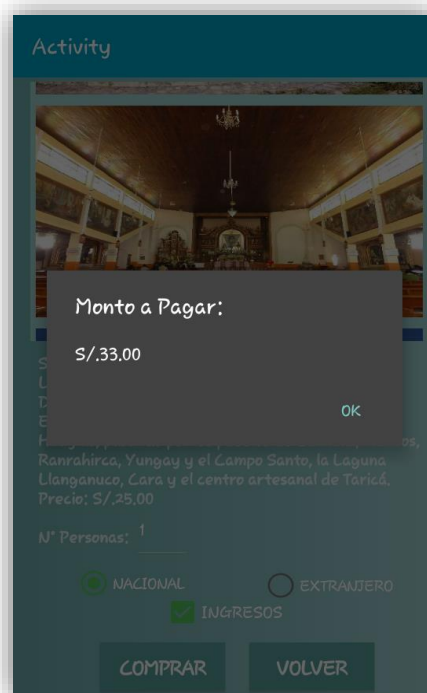 Activity
Monto a Pagar:
S/.33.00
OK
Ranrahirca, Yungay y el Campo Santo, la Laguna
Llanganuco, Cara y el centro artesanal de Taricá.
Precio: S/.25.00
N° Personas: 1
NACIONAL EXTRANJERO
INGRESOS
COMPRAR VOLVER